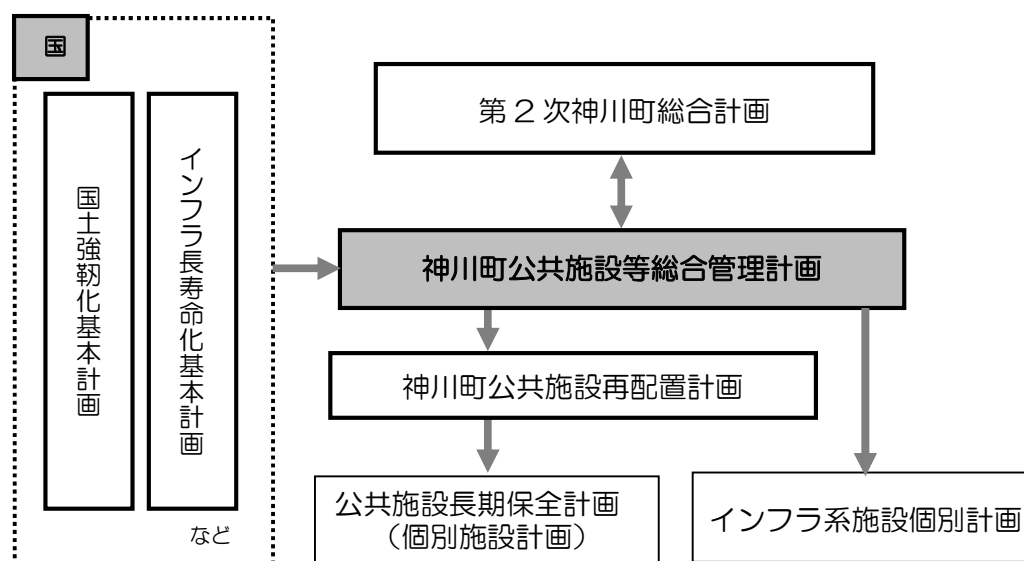 国
国土強靱化基本計画
インフラ長寿命化基本計画
など
第2次神川町総合計画
神川町公共施設等総合管理計画
神川町公共施設再配置計画
公共施設長期保全計画
(個別施設計画)
インフラ系施設個別計画